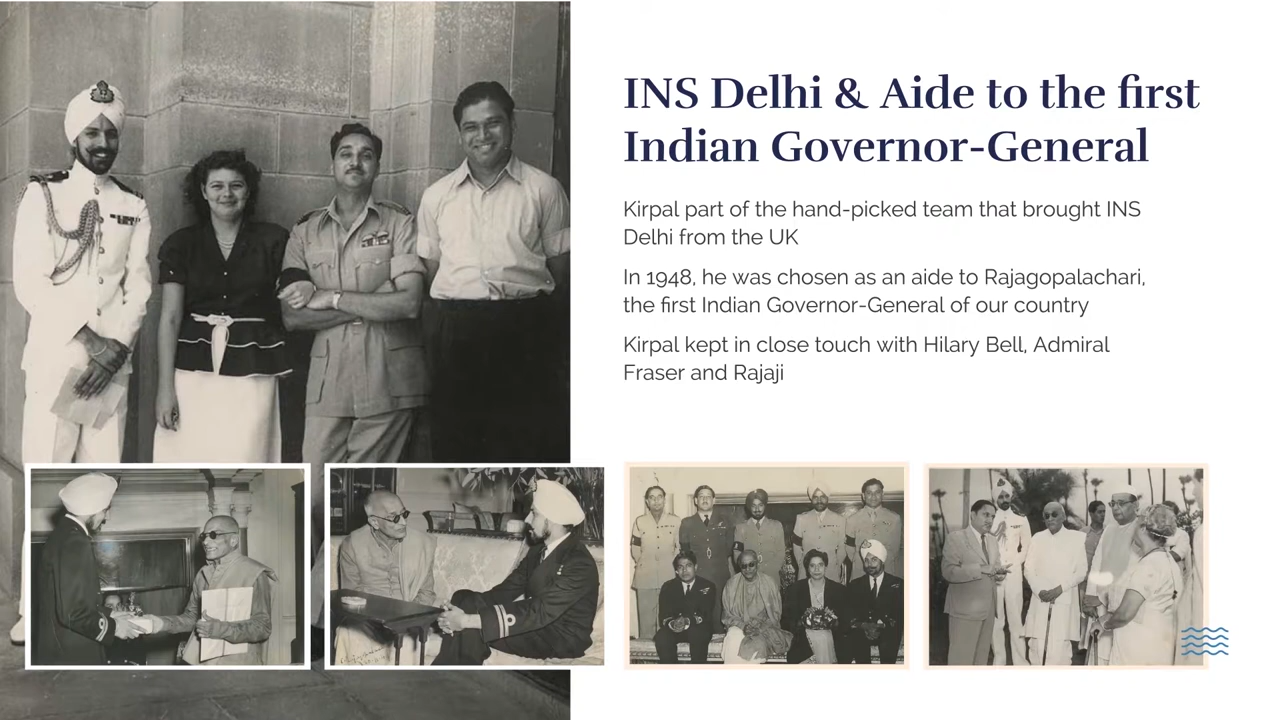 INS Delhi & Aide to the first
Indian Governor-General
Kirpal part of the hand-picked team that brought INS
Delhi from the UK
In 1948, he was chosen as an aide to Rajagopalachari,
the first Indian Governor-General of our country
Kirpal kept in close touch with Hilary Bell, Admiral
Fraser and Rajaji